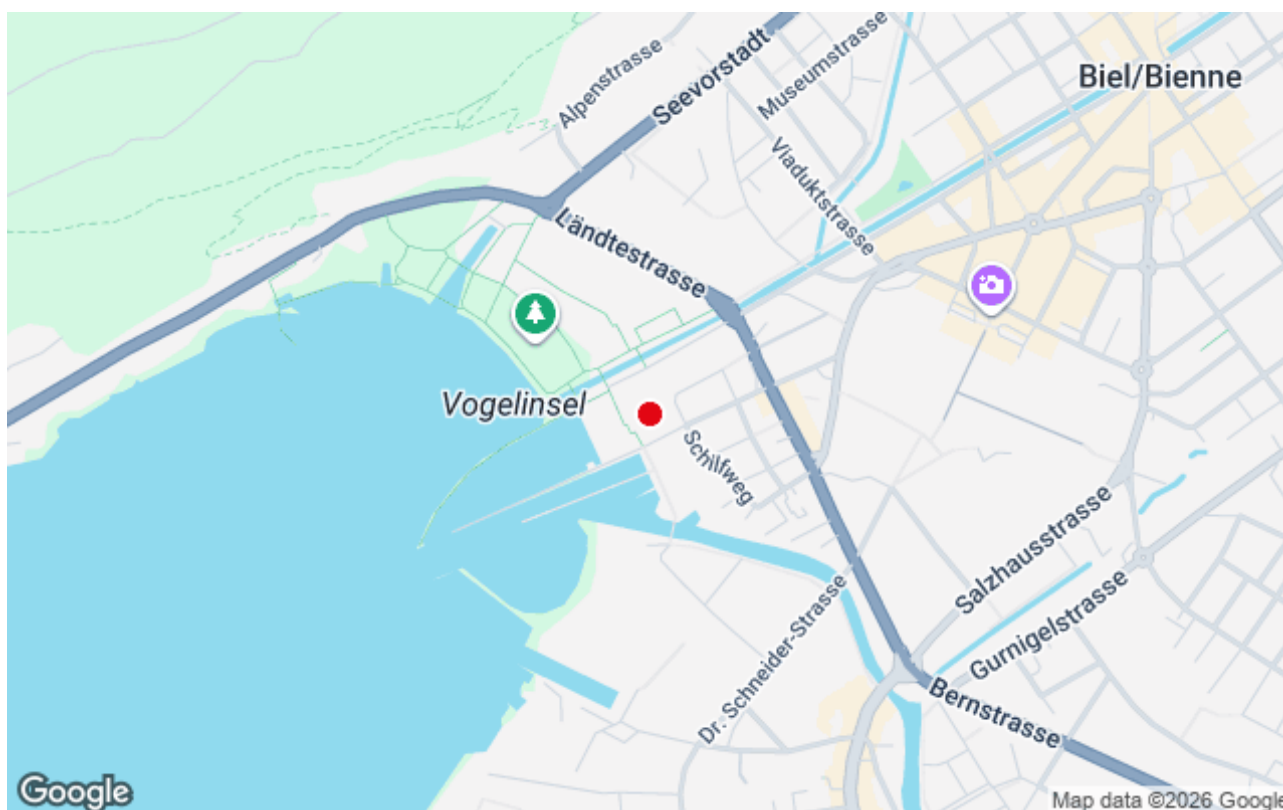 Alpenstrasse
Seevorstadt
Museumstrasse
Biel/Bienne
Viaduktstrasse
Ländtestrasse
Vogelinsel
Schilfweg
Salzhausstrasse
Gurnigelstrasse
Dr. Schneider-Strasse
Bernstrasse
Google
Map data ©2026 Google